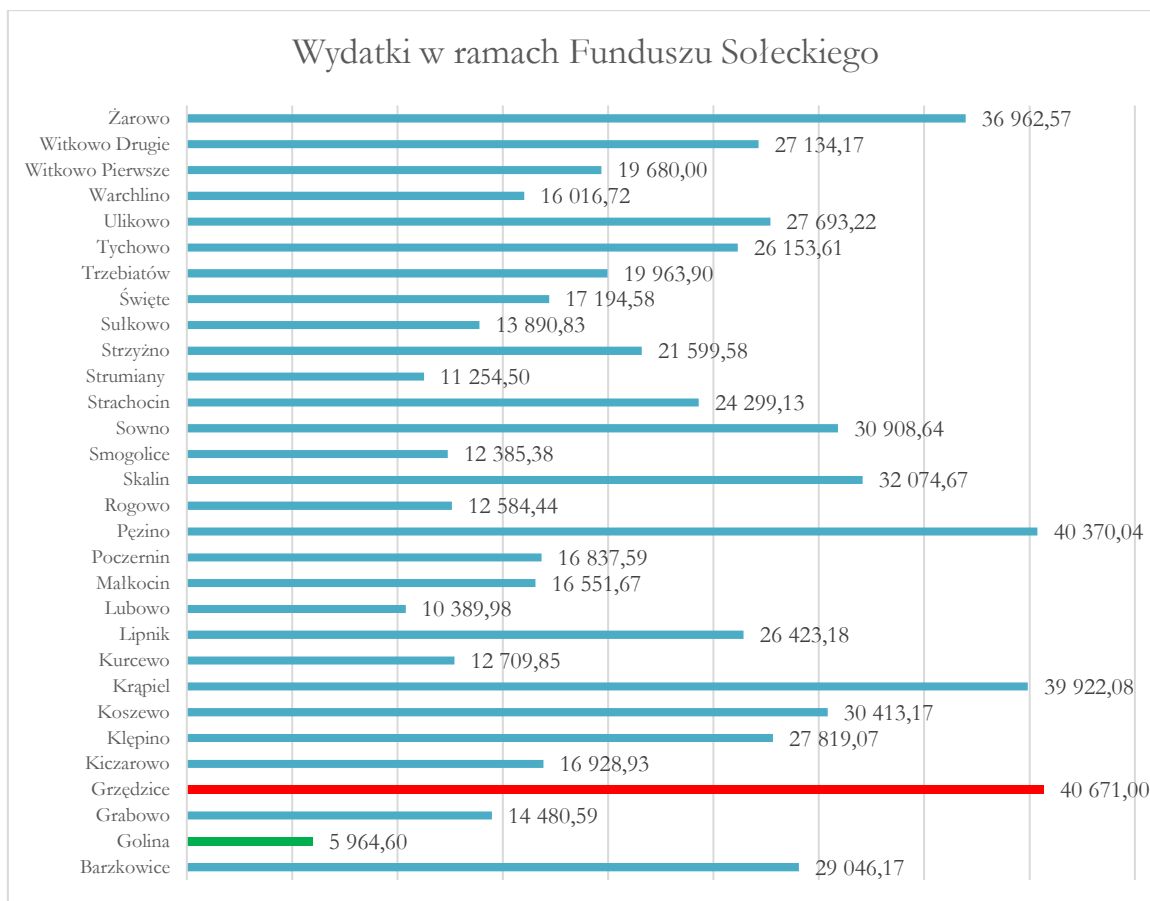 Wydatki w ramach Funduszu Sołeckiego
Żarowo 36 962,57
Witkowo Drugie 27 134,17
Witkowo Pierwsze 19 680,00
Warchlino 16 016,72
Ulikowo 27 693,22
Tychowo 26 153,61
Trzebiatów 19 963,90
Święte 17 194,58
Sułkowo 13 890,83
Strzyżno 21 599,58
Strumiany 11 254,50
Strachocin 24 299,13
Sowno 30 908,64
Smogolice 12 385,38
Skalin 32 074,67
Rogowo 12 584,44
Pęzino 40 370,04
Poczernin 16 837,59
Małkocin 16 551,67
Lubowo 10 389,98
Lipnik 26 423,18
Kurcewo 12 709,85
Krąpiel 39 922,08
Koszewo 30 413,17
Klępino 27 819,07
Kiczarowo 16 928,93
Grzędzice 40 671,00
Grabowo 14 480,59
Golina 5 964,60
Barzkowice 29 046,17